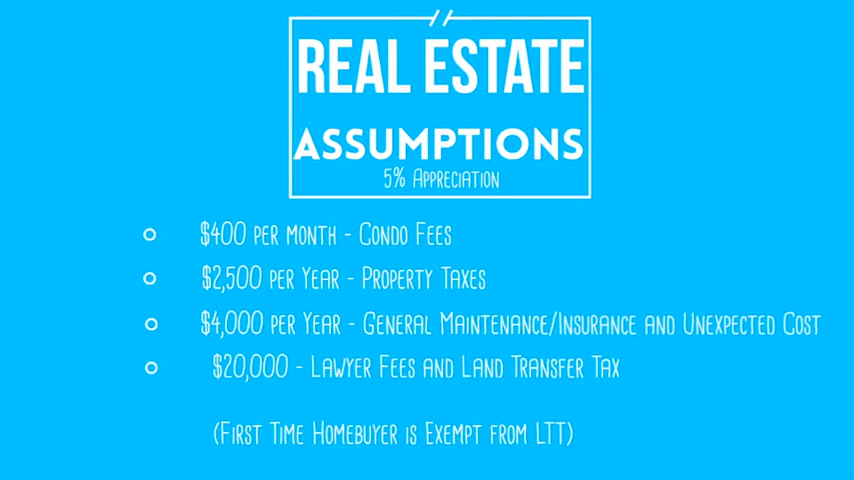 REAL ESTATE
ASSUMPTIONS
5% APPRECIATION
$400 PER MONTH - CONDO FEES
$2,500 PER YEAR - PROPERTY TAXES
$4,000 PER YEAR - GENERAL MAINTENANCE/INSURANCE AND UNEXPECTED COST
$20,000 - LAWYER FEES AND LAND TRANSFER TAX
(FIRST TIME HOMEBUYER IS EXEMPT FROM LTT)